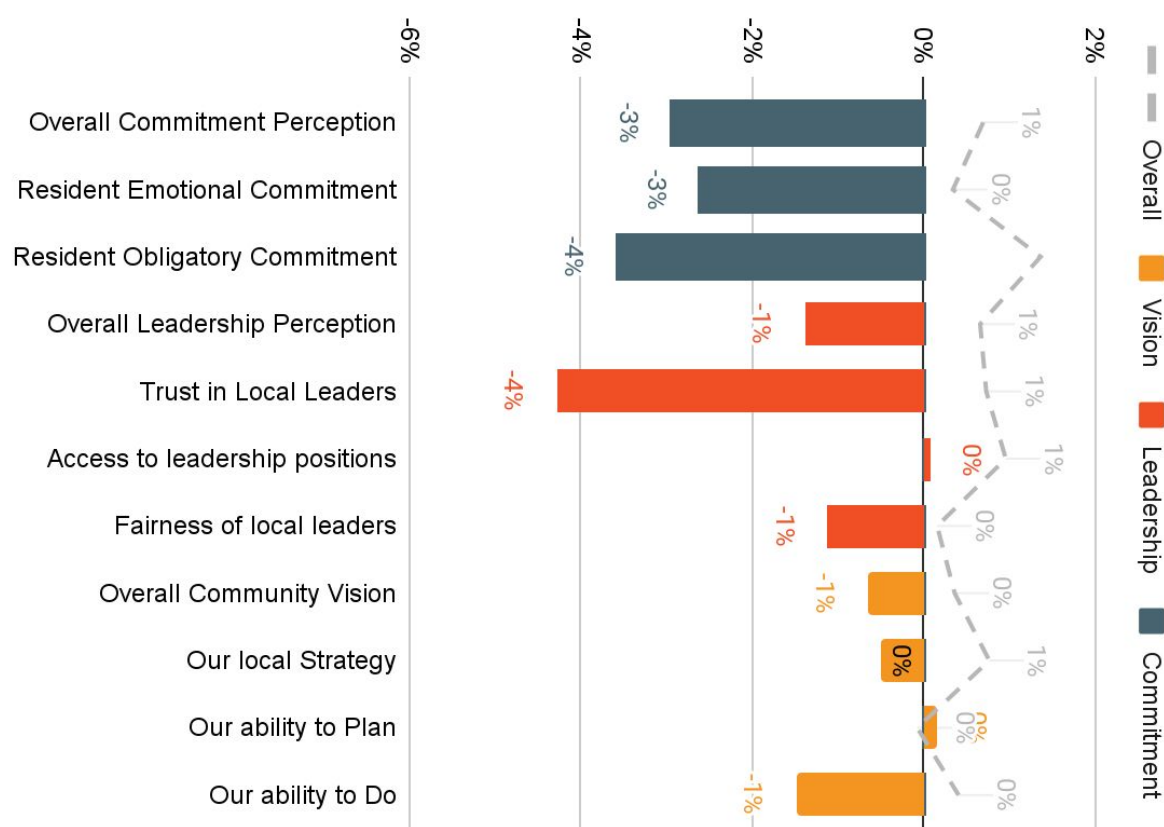 -6%
-4%
-2%
0%
2%
Overall
Vision
Leadership
Commitment
Overall Commitment Perception
-3%
1%
Resident Emotional Commitment
-3%
0%
Resident Obligatory Commitment
-4%
Overall Leadership Perception
-1%
1%
Trust in Local Leaders
-4%
1%
Access to leadership positions
0%
1%
Fairness of local leaders
-1%
0%
Overall Community Vision
-1%
0%
Our local Strategy
0%
1%
Our ability to Plan
0%
0%
Our ability to Do
-1%
0%